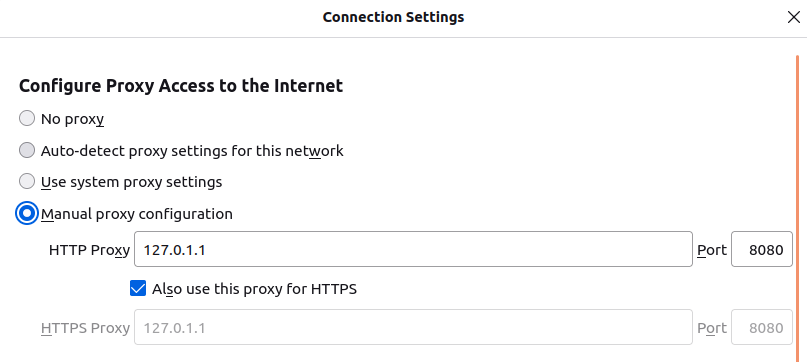 Connection Settings
Configure Proxy Access to the Internet
No proxy
Auto-detect proxy settings for this network
Use system proxy settings
Manual proxy configuration
HTTP Proxy 127.0.1.1 Port 8080
Also use this proxy for HTTPS
HTTPS Proxy 127.0.1.1 Port 8080